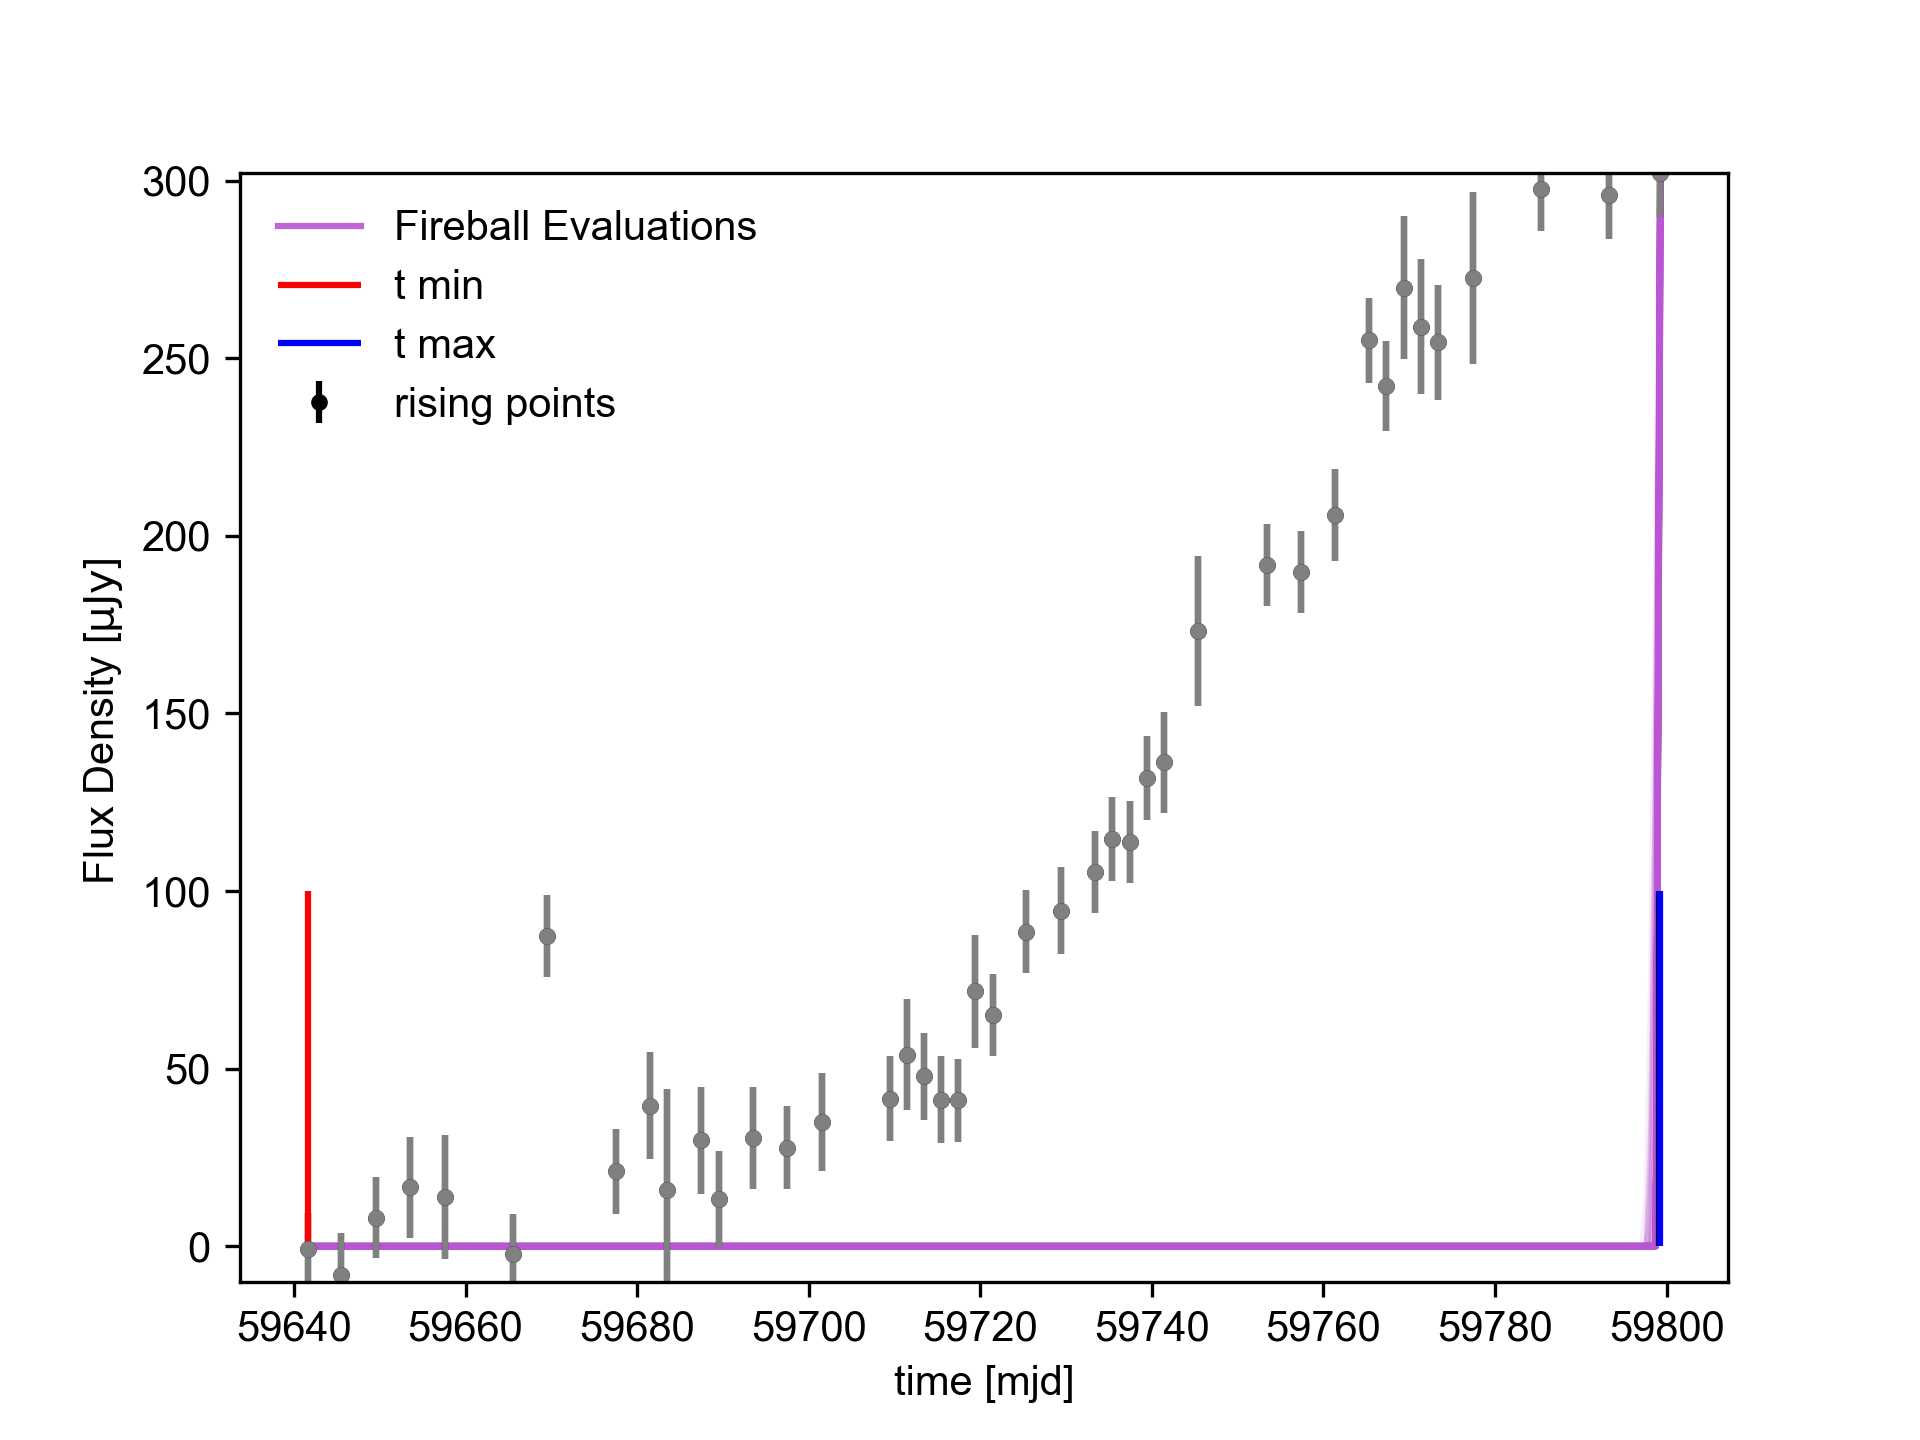 300
250
200
150
100
50
0
Flux Density [µJy]
Fireball Evaluations
t min
t max
rising points
59640 59660 59680 59700 59720 59740 59760 59780 59800
time [mjd]